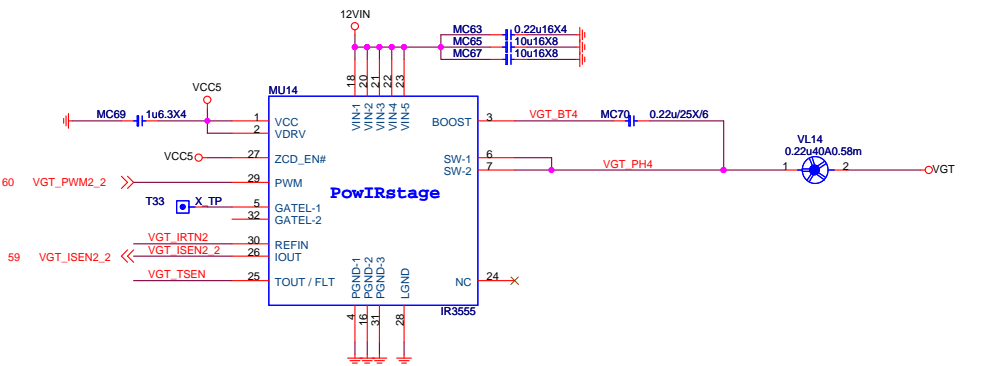 12VIN
MC63 0.22u16X4
MC65 10u16X8
MC67 10u16X8
18 20 21 22 23
VCC5
MU14
MC69 1u6.3X4
VIN-1 VIN-2 VIN-3 VIN-4 VIN-5
1 VCC
2 VDRV
BOOST 3 VGT_BT4 MC70 0.22u/25X/6
VL14
0.22u40A0.58m
VCC5 27 ZCD_EN#
SW-1 6
SW-2 7 VGT_PH4 1 2 VGT
60 VGT_PWM2_2 29 PWM
PowIRstage
T33 X_TP 5 GATEL-1
32 GATEL-2
VGT_IRTN2 30 REFIN
59 VGT_ISEN2_2 VGT_ISEN2_2 26 IOUT
VGT_TSEN 25 TOUT / FLT
PGND-1 PGND-2 PGND-3 LGND
NC 24
IR3555
4 16 31 28